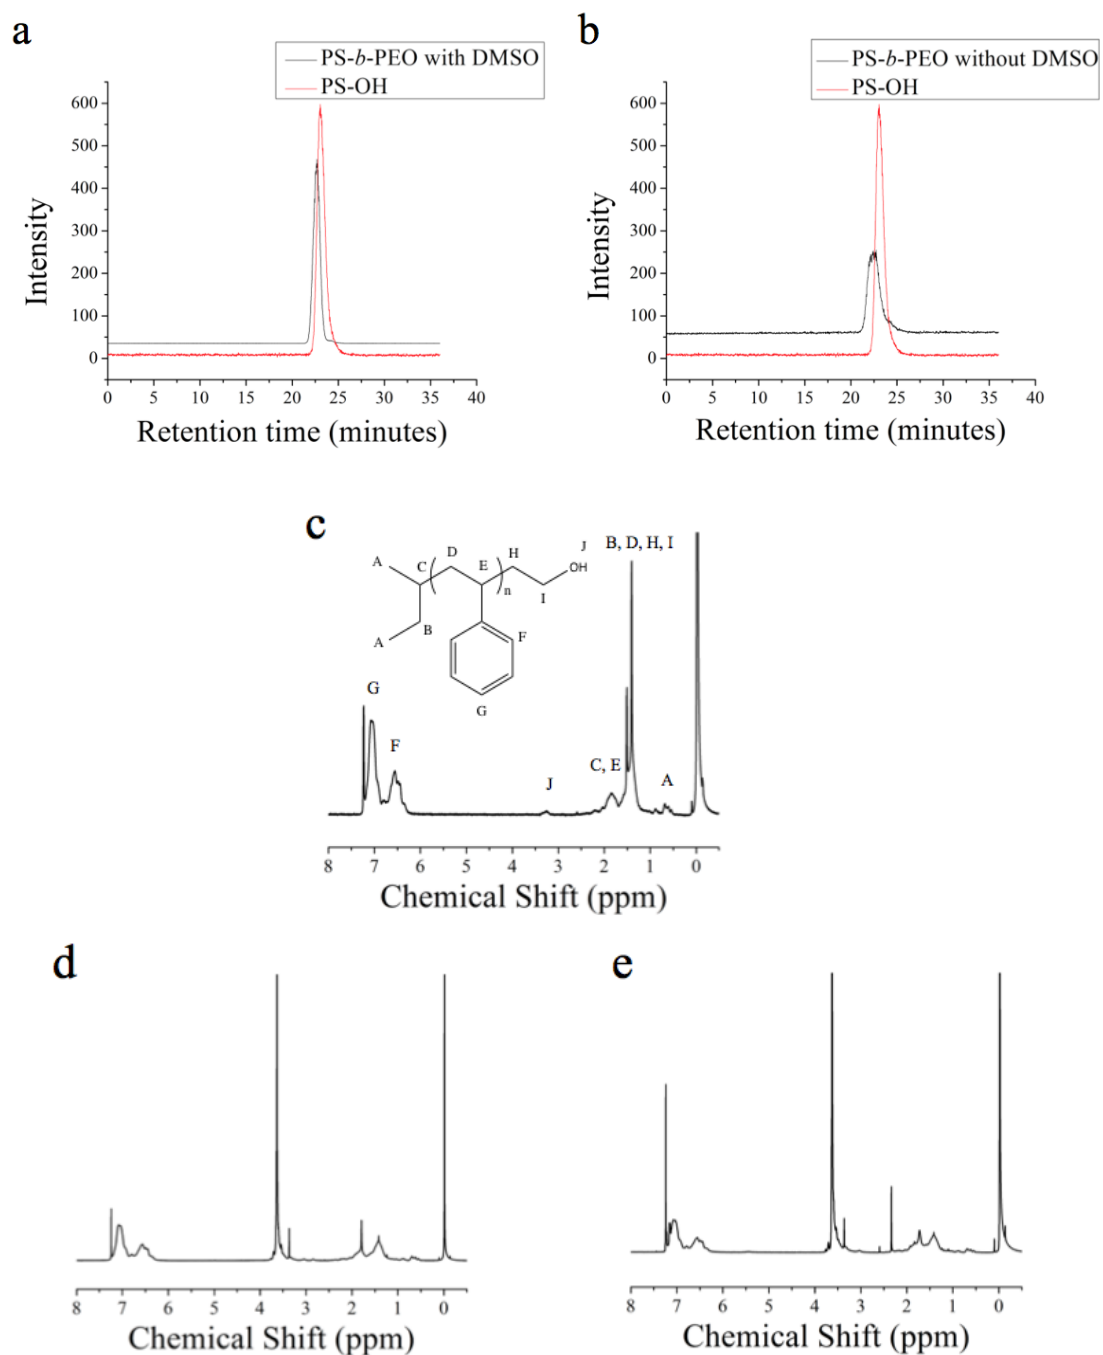 a
PS-b-PEO with DMSO
PS-OH
600
500
400
300
200
100
0
Intensity
0 5 10 15 20 25 30 35 40
Retention time (minutes)
b
PS-b-PEO without DMSO
PS-OH
600
500
400
300
200
100
0
Intensity
0 5 10 15 20 25 30 35 40
Retention time (minutes)
c
A
C
D
E
H
J
OH
B
n
I
A
F
G
B, D, H, I
G
F
J
C, E
A
8 7 6 5 4 3 2 1 0
Chemical Shift (ppm)
d
8 7 6 5 4 3 2 1 0
Chemical Shift (ppm)
e
8 7 6 5 4 3 2 1 0
Chemical Shift (ppm)